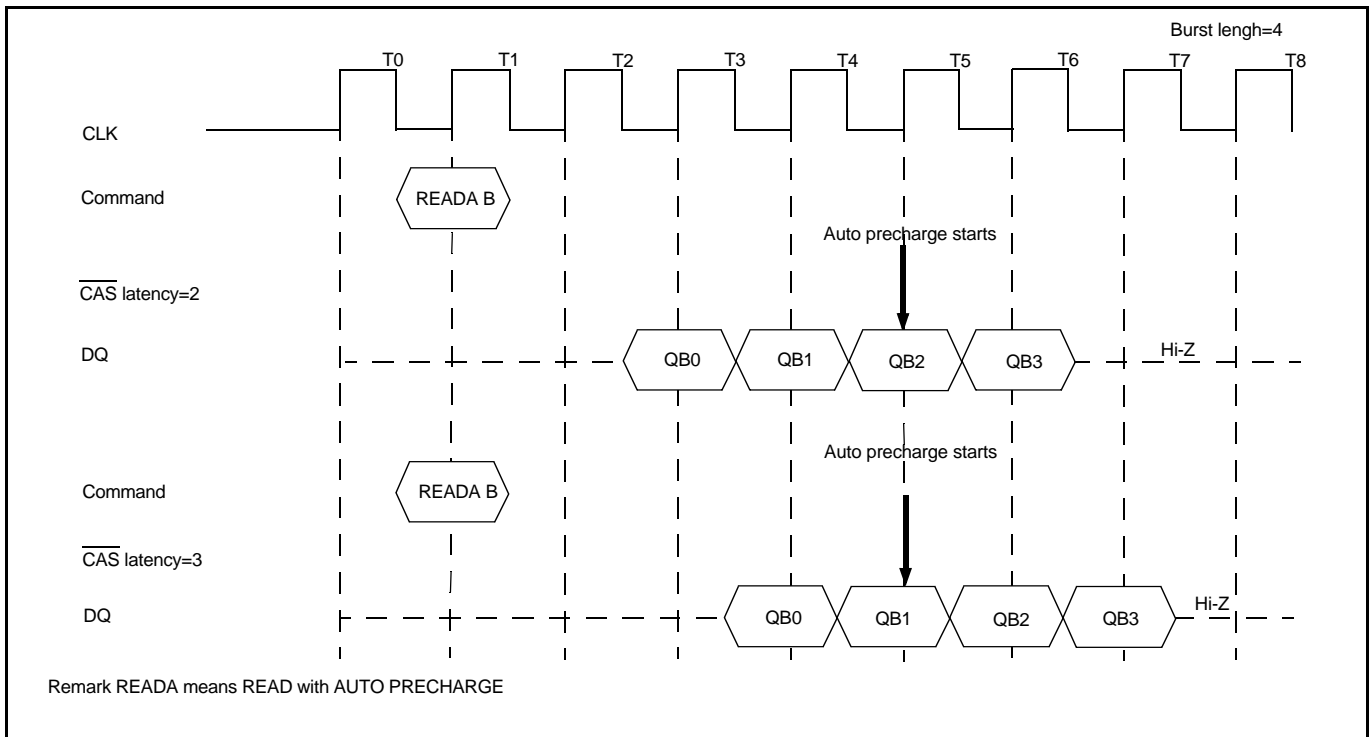 Burst lengh=4
T0 T1 T2 T3 T4 T5 T6 T7 T8
CLK
Command
READA B
Auto precharge starts
CAS latency=2
DQ
QB0 QB1 QB2 QB3 Hi-Z
Auto precharge starts
Command
READA B
CAS latency=3
DQ
QB0 QB1 QB2 QB3 Hi-Z
Remark READA means READ with AUTO PRECHARGE